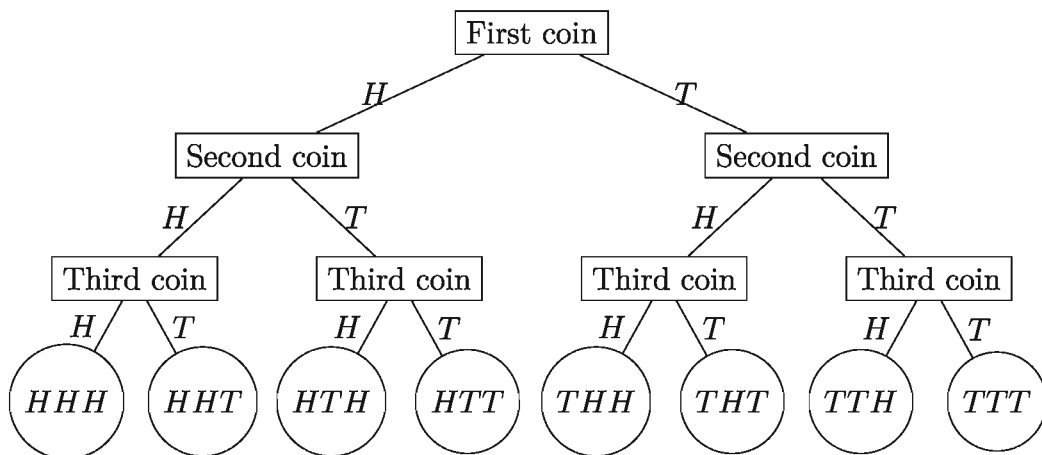 First coin
H T
Second coin Second coin
H T H T
Third coin Third coin Third coin Third coin
H T H T H T H T
HHH HHT HTH HTT THH THT TTH TTT